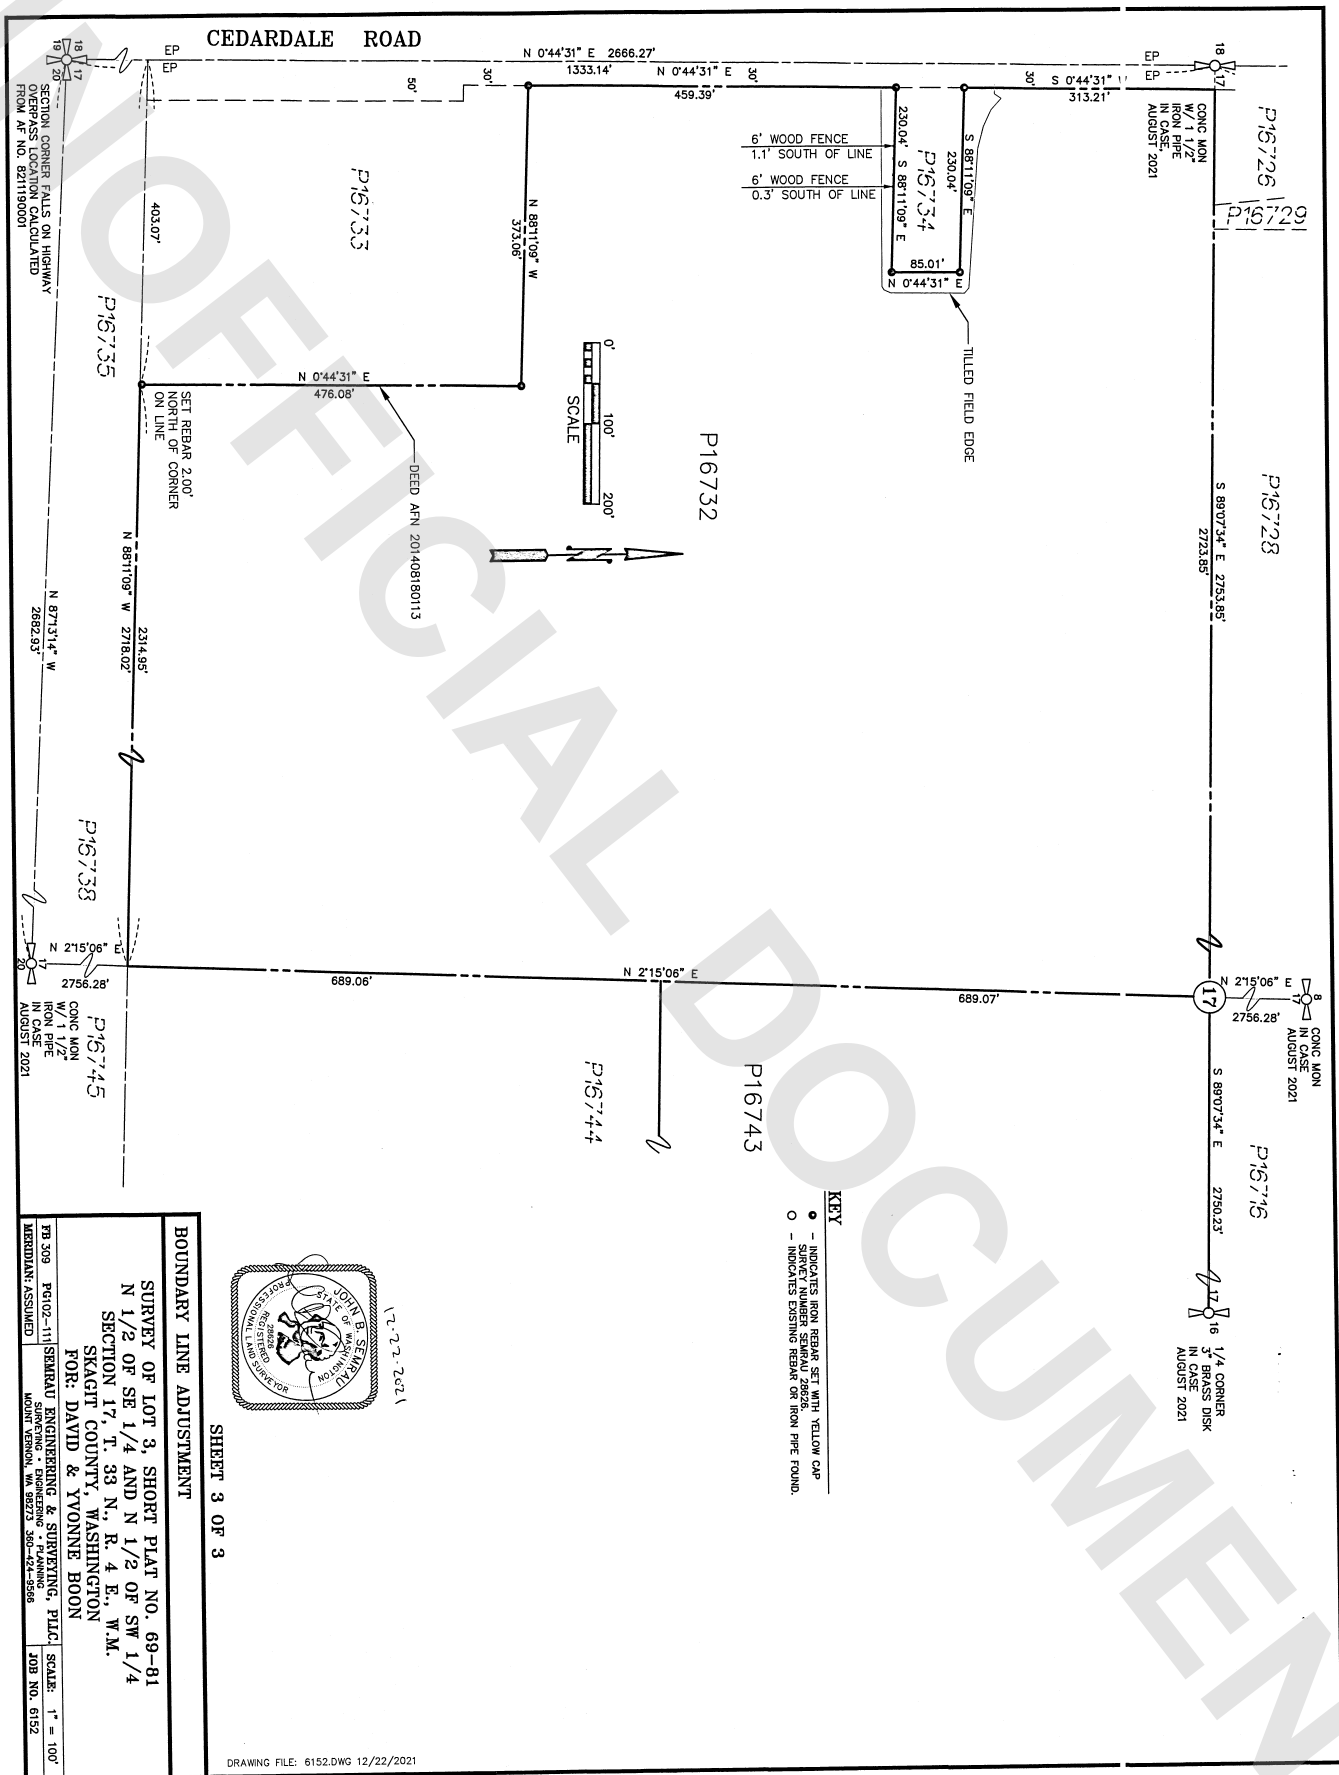 UNOFFICIAL DOCUMENT
CEDARDALE ROAD
EP
EP
N 0°44'31" E 2666.27'
1333.14'
N 0°44'31" E
459.39'
30'
30'
30'
50'
EP
EP
S 0°44'31"
313.21'
18
17
CONC MON
W/ 1 1/2"
IRON PIPE
IN CASE,
AUGUST 2021
P16726
P16729
P16728
S 89°07'34" E 2753.85'
2723.85'
18
17
19
20
SECTION CORNER FALLS ON HIGHWAY
OVERPASS LOCATION CALCULATED
FROM AF NO. 8211190001
6' WOOD FENCE
1.1' SOUTH OF LINE
6' WOOD FENCE
0.3' SOUTH OF LINE
230.04' S 88°11'09" E
P16734
S 88°11'09" E
230.04'
85.01'
N 0°44'31" E
TILLED FIELD EDGE
P16733
N 88°11'09" W
373.06'
403.07'
P16735
N 0°44'31" E
476.08'
SET REBAR 2.00'
NORTH OF CORNER
ON LINE
DEED AFN 201408180113
0'
100'
200'
SCALE
P16732
N 88°11'09" W 2718.02'
2314.95'
N 87°13'14" W
2682.93'
P16738
N 2°15'06" E
2756.28'
17
20
CONC MON
W/ 1 1/2"
IRON PIPE
IN CASE
AUGUST 2021
P16745
689.06'
N 2°15'06" E
689.07'
17
N 2°15'06" E
2756.28'
8
17
CONC MON
IN CASE
AUGUST 2021
P16744
P16743
S 89°07'34" E 2750.23'
P16716
17
16
1/4 CORNER
3" BRASS DISK
IN CASE
AUGUST 2021
KEY
- INDICATES IRON REBAR SET WITH YELLOW CAP
SURVEY NUMBER SEMRAU 28626.
- INDICATES EXISTING REBAR OR IRON PIPE FOUND.
12-22-2021
JOHN B. SEMRAU
STATE OF WASHINGTON
28626
REGISTERED
PROFESSIONAL LAND SURVEYOR
SHEET 3 OF 3
BOUNDARY LINE ADJUSTMENT
SURVEY OF LOT 3, SHORT PLAT NO. 69-81
N 1/2 OF SE 1/4 AND N 1/2 OF SW 1/4
SECTION 17, T. 33 N., R. 4 E., W.M.
SKAGIT COUNTY, WASHINGTON
FOR: DAVID & YVONNE BOON
FB 309 PG102-111
MERIDIAN: ASSUMED
SEMRAU ENGINEERING & SURVEYING, PLLC.
SURVEYING • ENGINEERING • PLANNING
MOUNT VERNON, WA 98273 360-424-9566
SCALE: 1" = 100'
JOB NO. 6152
DRAWING FILE: 6152.DWG 12/22/2021